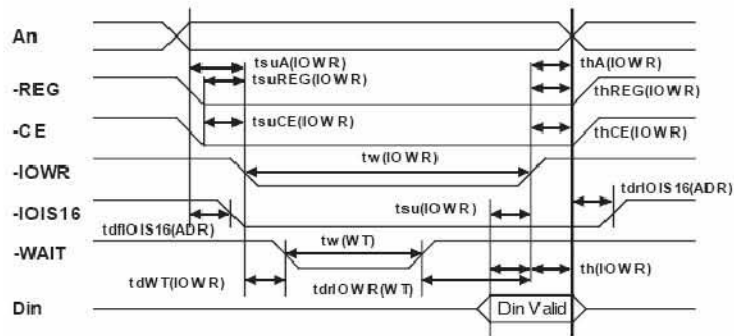 An
tsuA(IOWR) thA(IOWR)
tsuREG(IOWR)
-REG thREG(IOWR)
tsuCE(IOWR) thCE(IOWR)
-CE
tw(IOWR)
-IOWR
tdrIOIS16(ADR)
-IOIS16 tsu(IOWR)
tdfIOIS16(ADR)
-WAIT tw(WT)
th(IOWR)
tdWT(IOWR) tdrIOWR(WT)
Din Din Valid